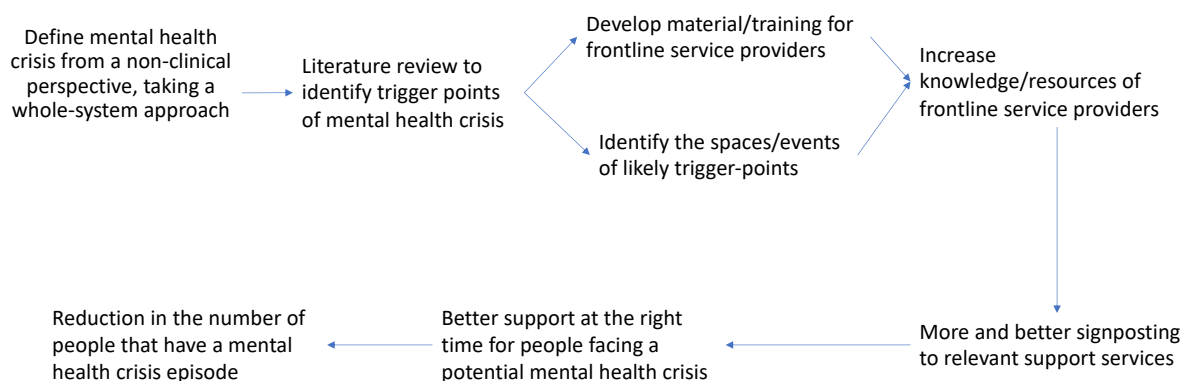 Define mental health
crisis from a non-clinical
perspective, taking a
whole-system approach
Literature review to
identify trigger points
of mental health crisis
Develop material/training for
frontline service providers
Identify the spaces/events
of likely trigger-points
Increase
knowledge/resources of
frontline service providers
More and better signposting
to relevant support services
Better support at the right
time for people facing a
potential mental health crisis
Reduction in the number of
people that have a mental
health crisis episode